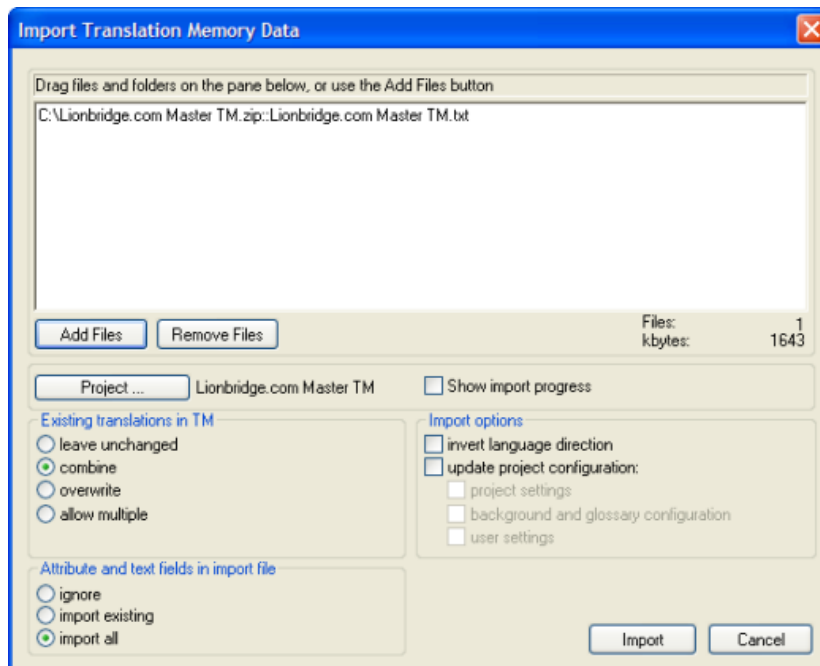 Import Translation Memory Data
Drag files and folders on the pane below, or use the Add Files button
C:\Lionbridge.com Master TM.zip::Lionbridge.com Master TM.txt
Add Files Remove Files
Files: 1
kbytes: 1643
Project ... Lionbridge.com Master TM Show import progress
Existing translations in TM
leave unchanged
combine
overwrite
allow multiple
Import options
invert language direction
update project configuration:
project settings
background and glossary configuration
user settings
Attribute and text fields in import file
ignore
import existing
import all
Import Cancel